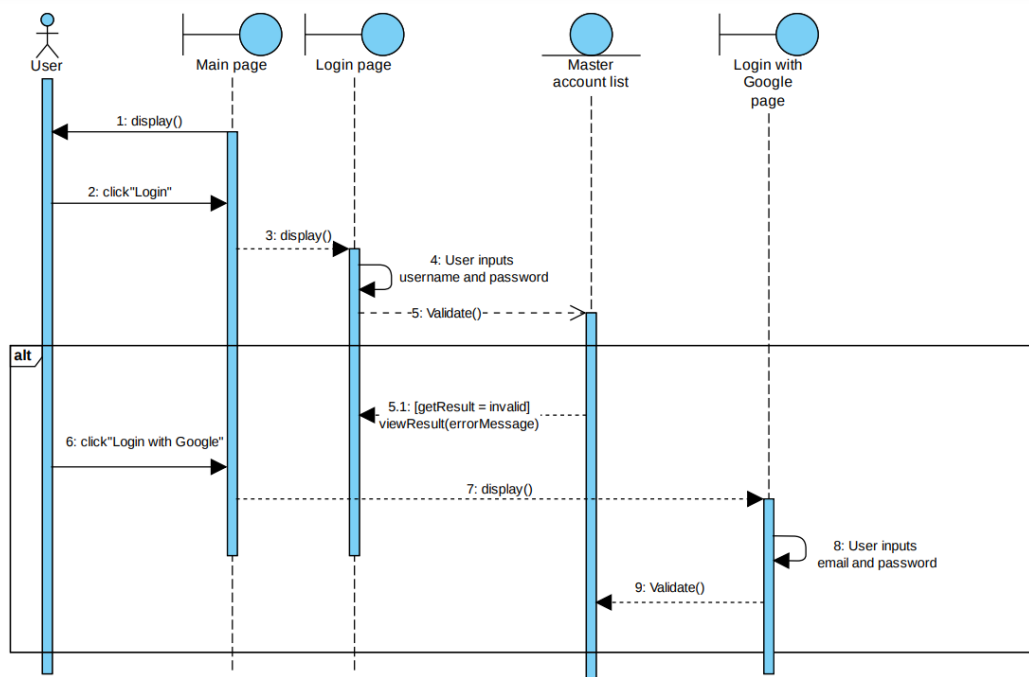 User
Main page
Login page
Master
account list
Login with
Google
page
1: display()
2: click"Login"
3: display()
4: User inputs
username and password
5: Validate()
alt
5.1: [getResult = invalid]
viewResult(errorMessage)
6: click"Login with Google"
7: display()
8: User inputs
email and password
9: Validate()